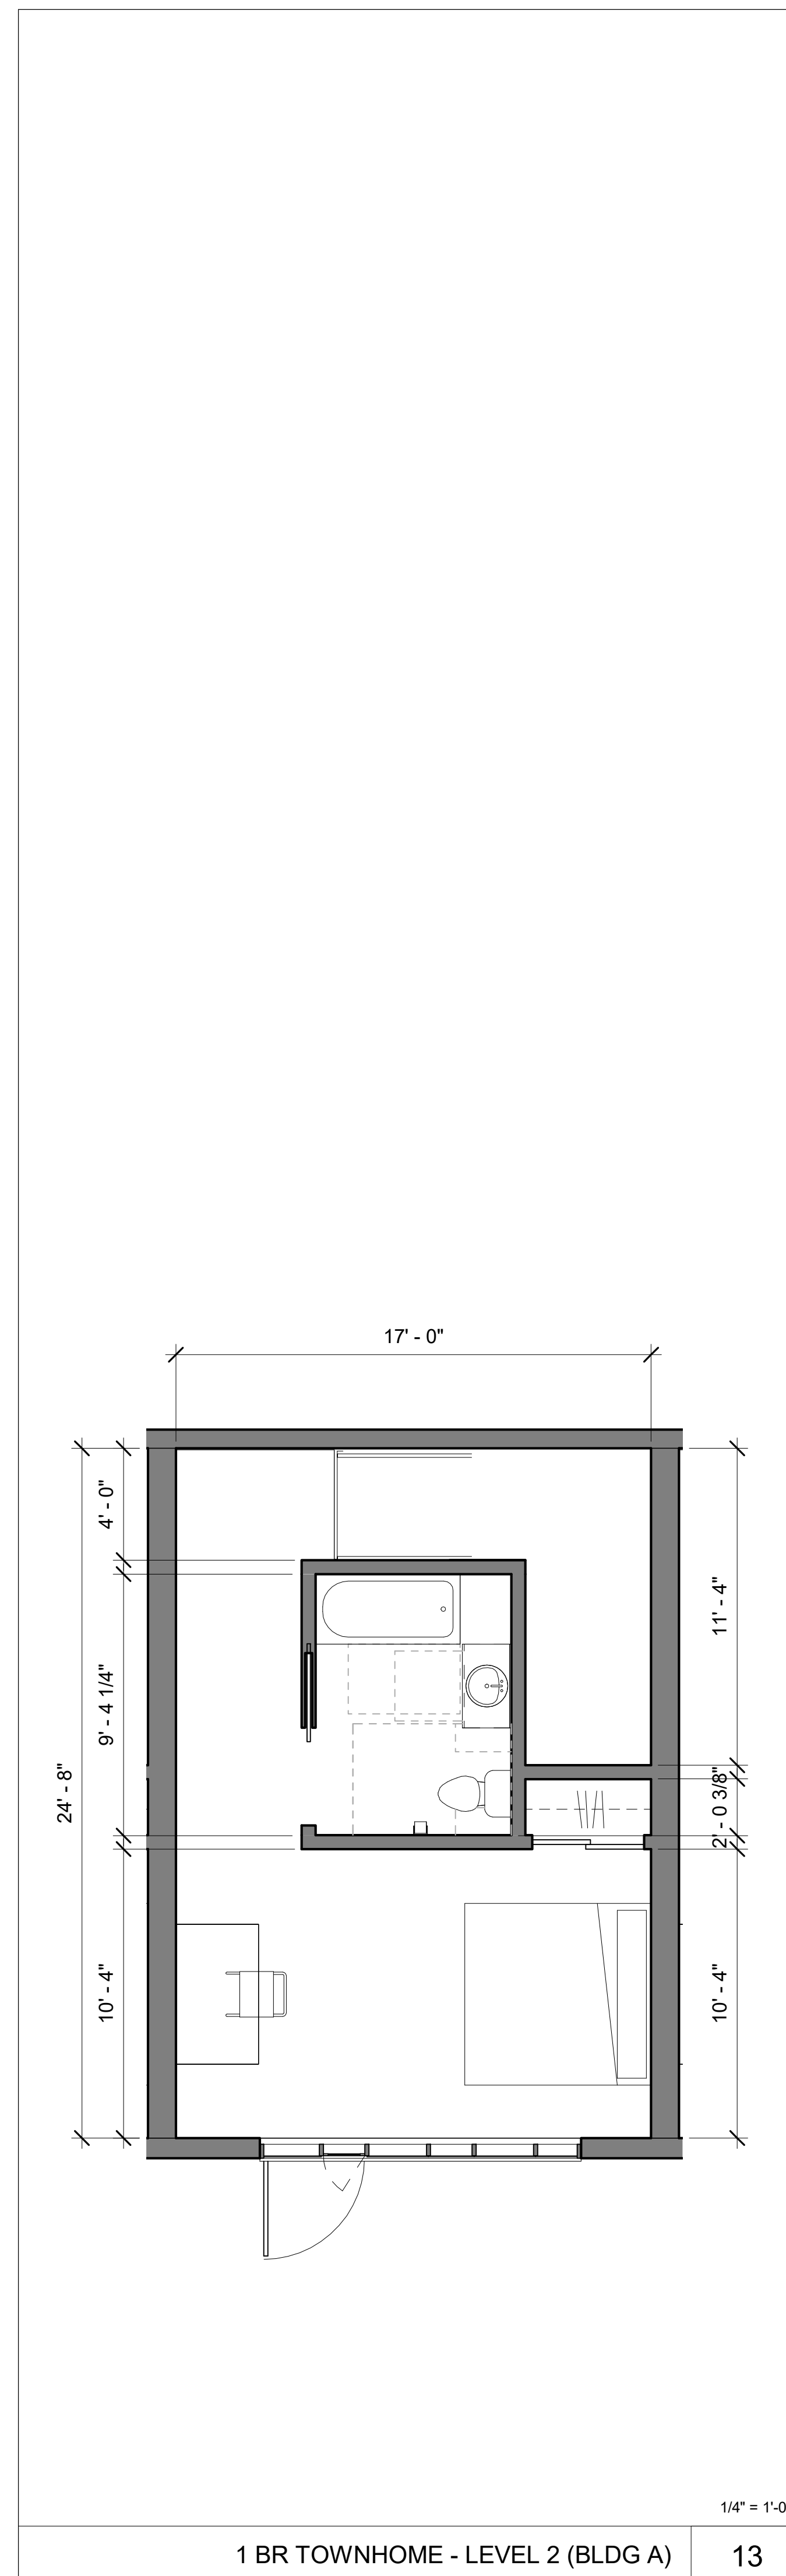 17' - 0"
4' - 0"
11' - 4"
9' - 4 1/4"
24' - 8"
2' - 0 3/8"
10' - 4"
10' - 4"
1/4" = 1'-0
1 BR TOWNHOME - LEVEL 2 (BLDG A)
13